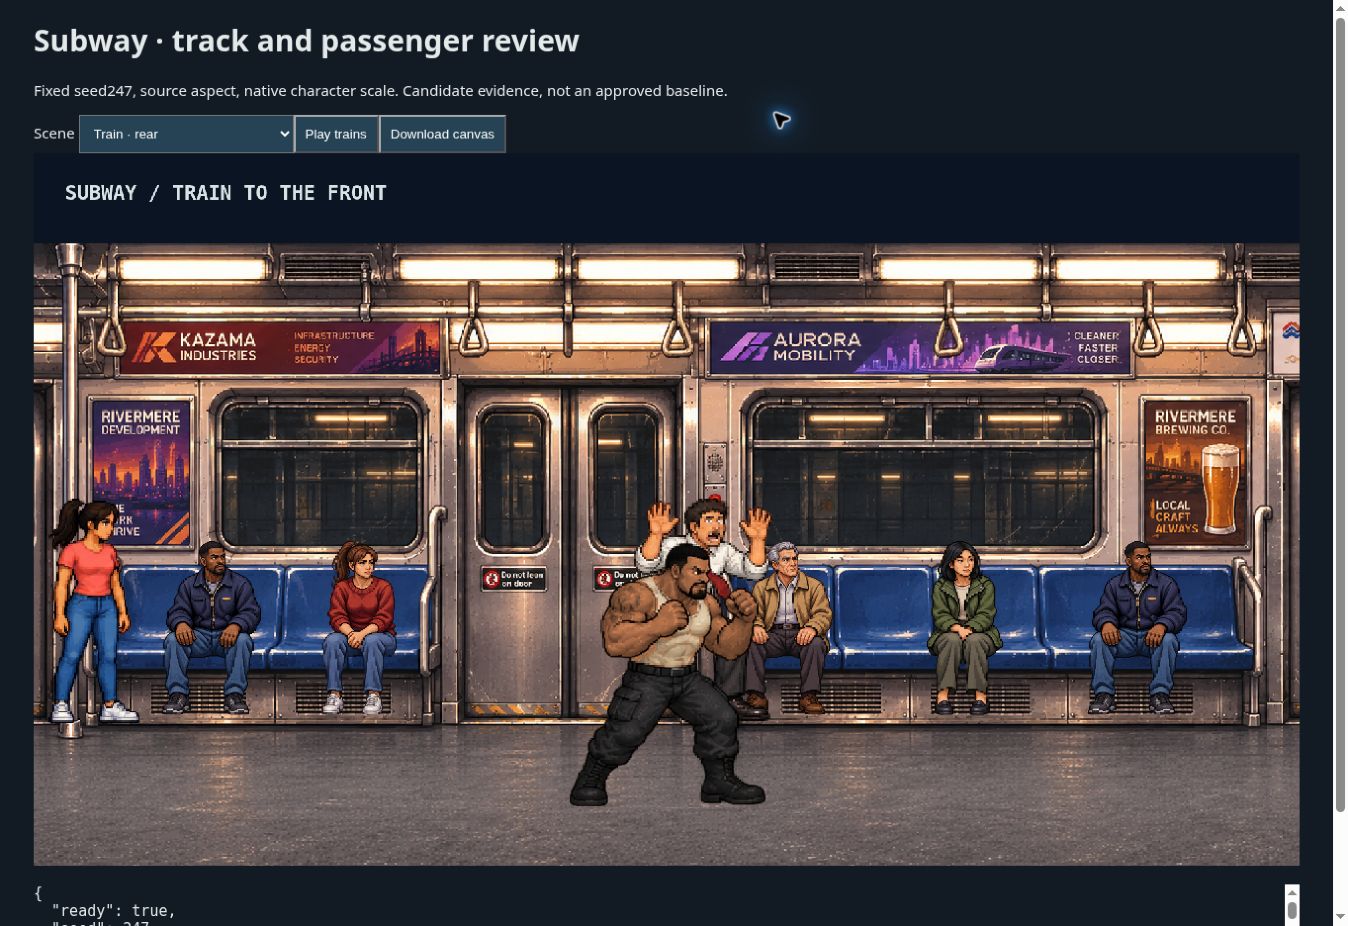 Subway · track and passenger review
Fixed seed247, source aspect, native character scale. Candidate evidence, not an approved baseline.
Scene Train · rear Play trains Download canvas
SUBWAY / TRAIN TO THE FRONT
KAZAMA
INDUSTRIES
INFRASTRUCTURE
ENERGY
SECURITY
AURORA
MOBILITY
CLEANER
FASTER
CLOSER
RIVERMERE
DEVELOPMENT
RIVERMERE
BREWING CO.
LOCAL
CRAFT
ALWAYS
Do not lean
on door
Do not
{
"ready": true,